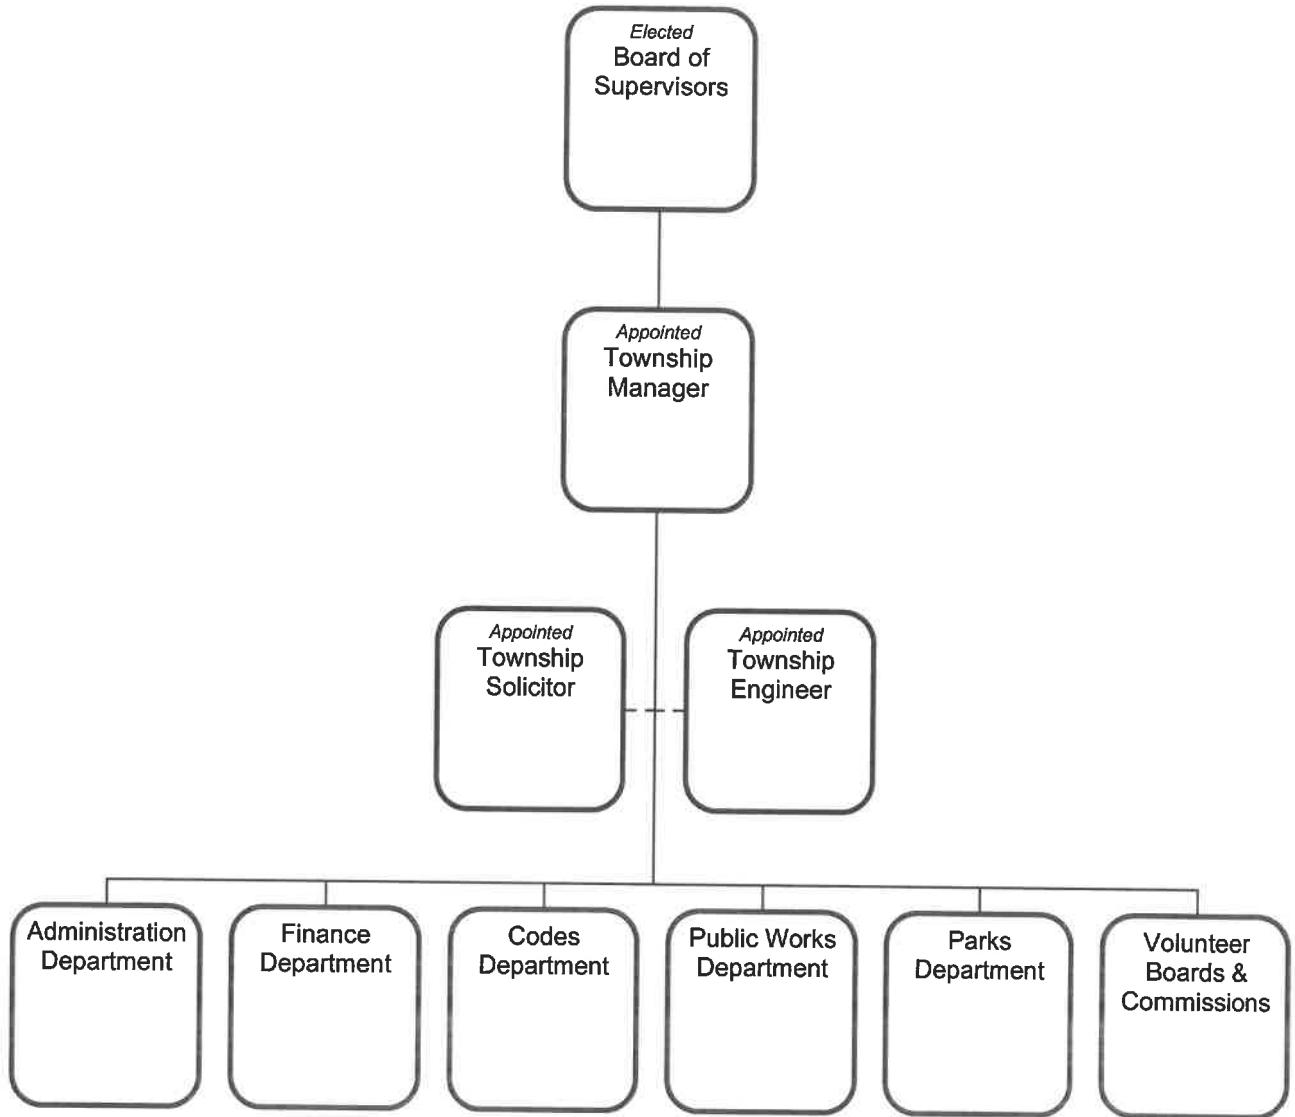 Elected
Board of
Supervisors
Appointed
Township
Manager
Appointed
Township
Solicitor
Appointed
Township
Engineer
Administration
Department
Finance
Department
Codes
Department
Public Works
Department
Parks
Department
Volunteer
Boards &
Commissions